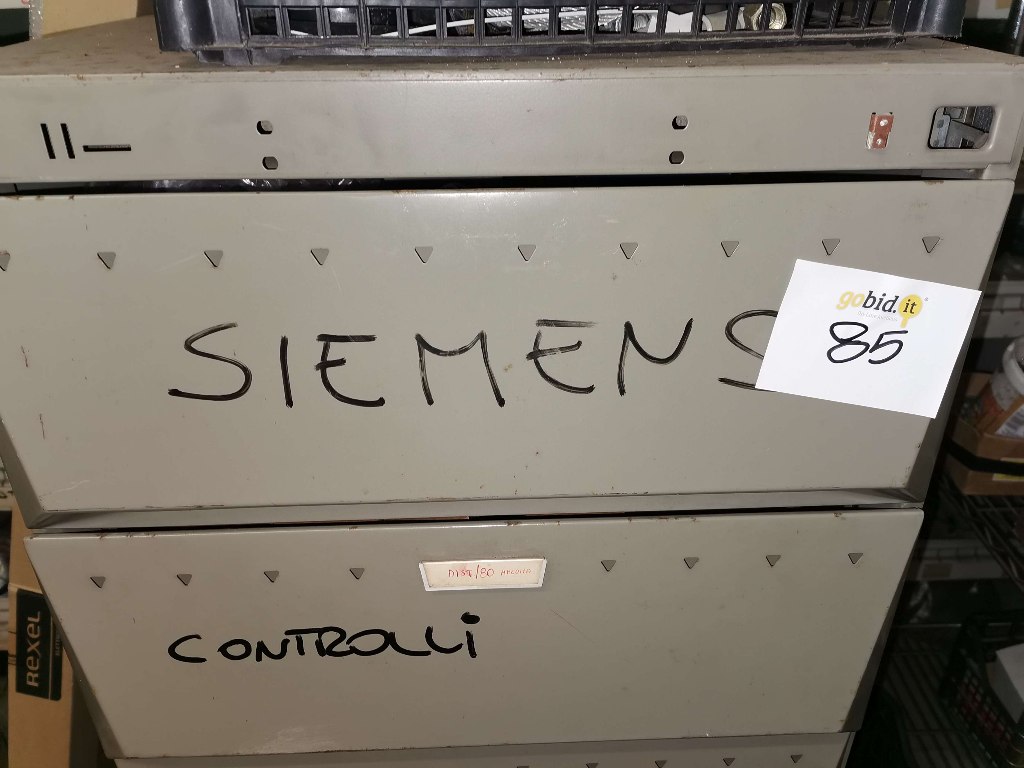 SIEMENS
gobid.it
85
CONTROLLI
Rexel